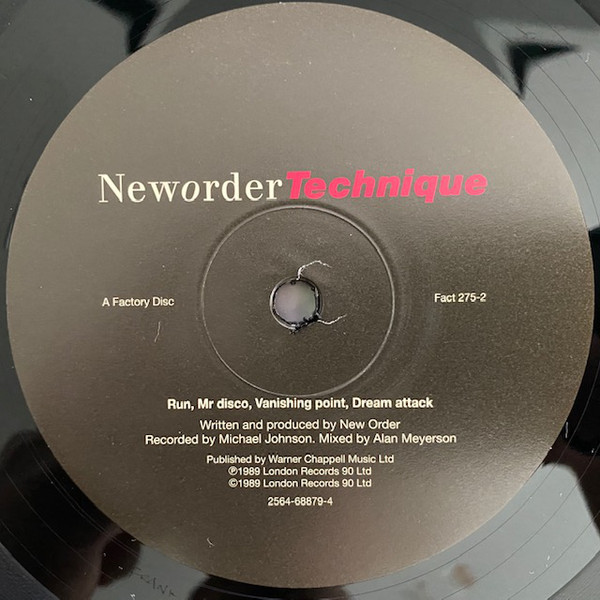 NeworderTechnique
A Factory Disc
Fact 275-2
Run, Mr disco, Vanishing point, Dream attack
Written and produced by New Order
Recorded by Michael Johnson. Mixed by Alan Meyerson
Published by Warner Chappell Music Ltd
℗1989 London Records 90 Ltd
©1989 London Records 90 Ltd
2564-68879-4